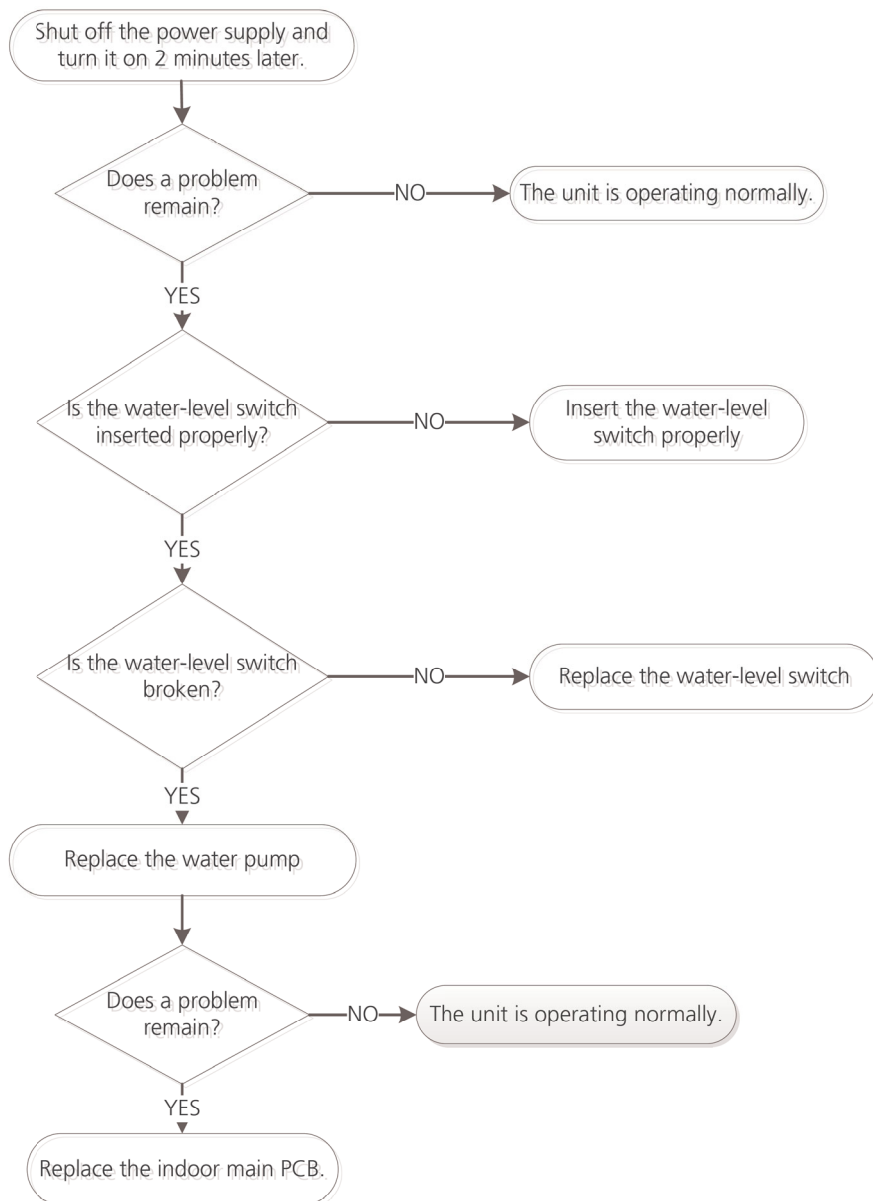 Shut off the power supply and
turn it on 2 minutes later.
Does a problem
remain?
NO
The unit is operating normally.
YES
Is the water-level switch
inserted properly?
NO
Insert the water-level
switch properly
YES
Is the water-level switch
broken?
NO
Replace the water-level switch
YES
Replace the water pump
Does a problem
remain?
NO
The unit is operating normally.
YES
Replace the indoor main PCB.